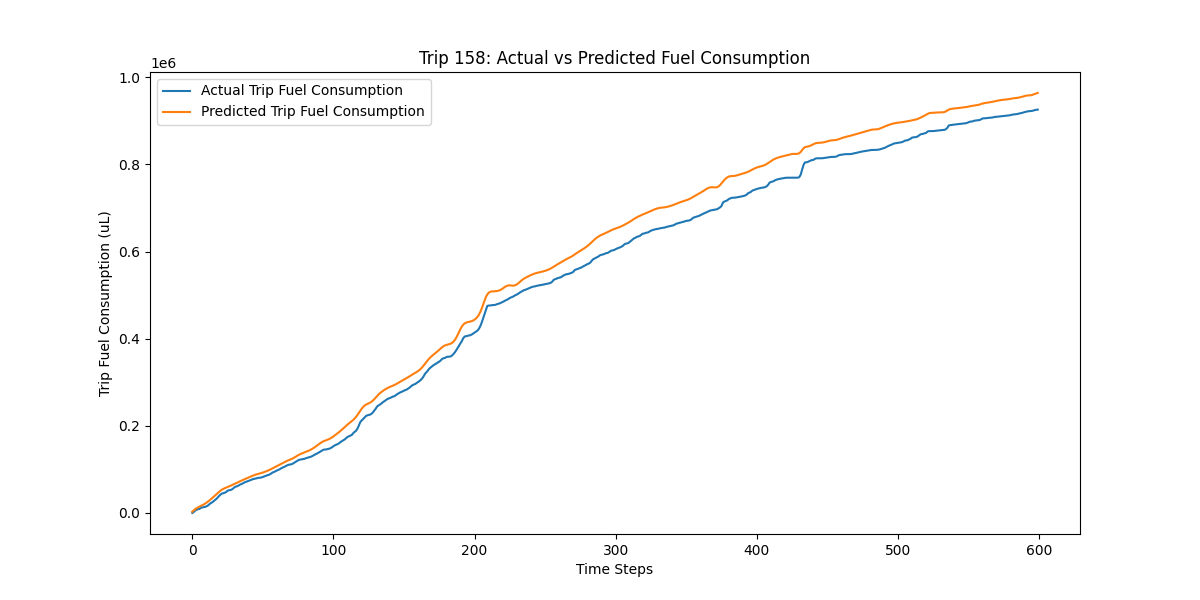 Trip 158: Actual vs Predicted Fuel Consumption
1e6
Actual Trip Fuel Consumption
Predicted Trip Fuel Consumption
Trip Fuel Consumption (uL)
1.0
0.8
0.6
0.4
0.2
0.0
0 100 200 300 400 500 600
Time Steps